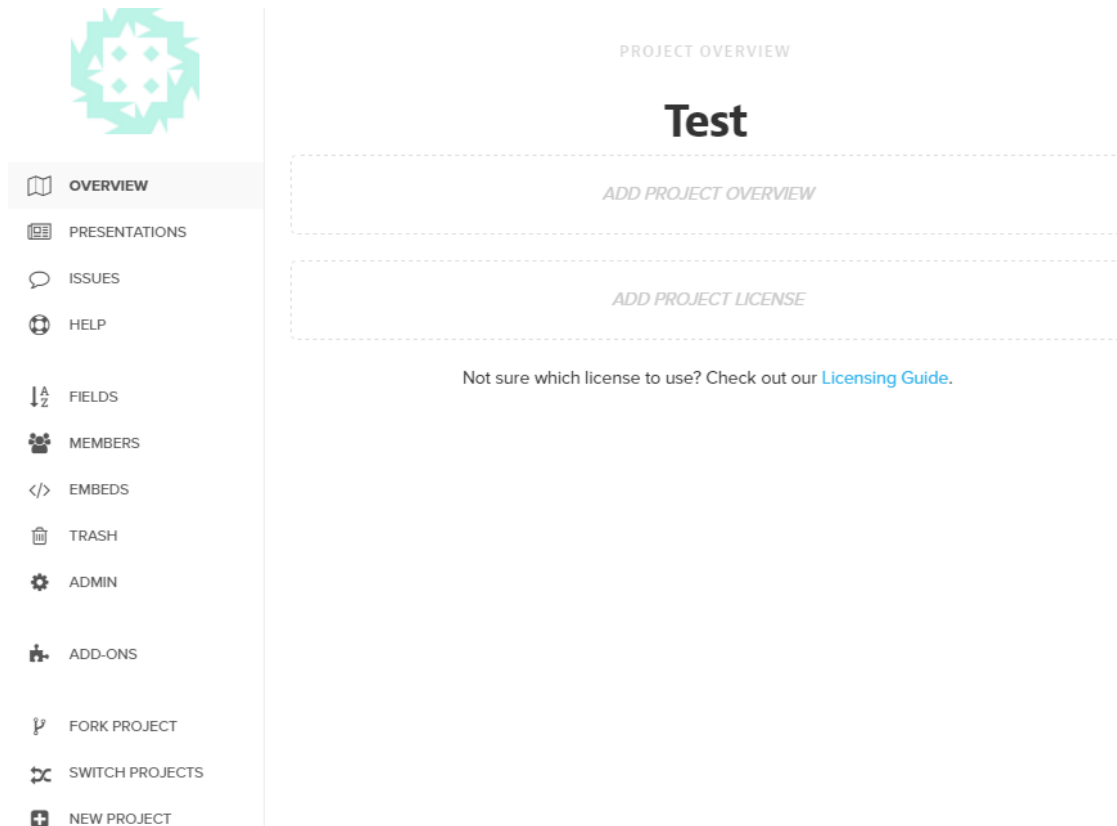 OVERVIEW
PRESENTATIONS
ISSUES
HELP
FIELDS
MEMBERS
EMBEDS
TRASH
ADMIN
ADD-ONS
FORK PROJECT
SWITCH PROJECTS
NEW PROJECT
PROJECT OVERVIEW
Test
ADD PROJECT OVERVIEW
ADD PROJECT LICENSE
Not sure which license to use? Check out our Licensing Guide.